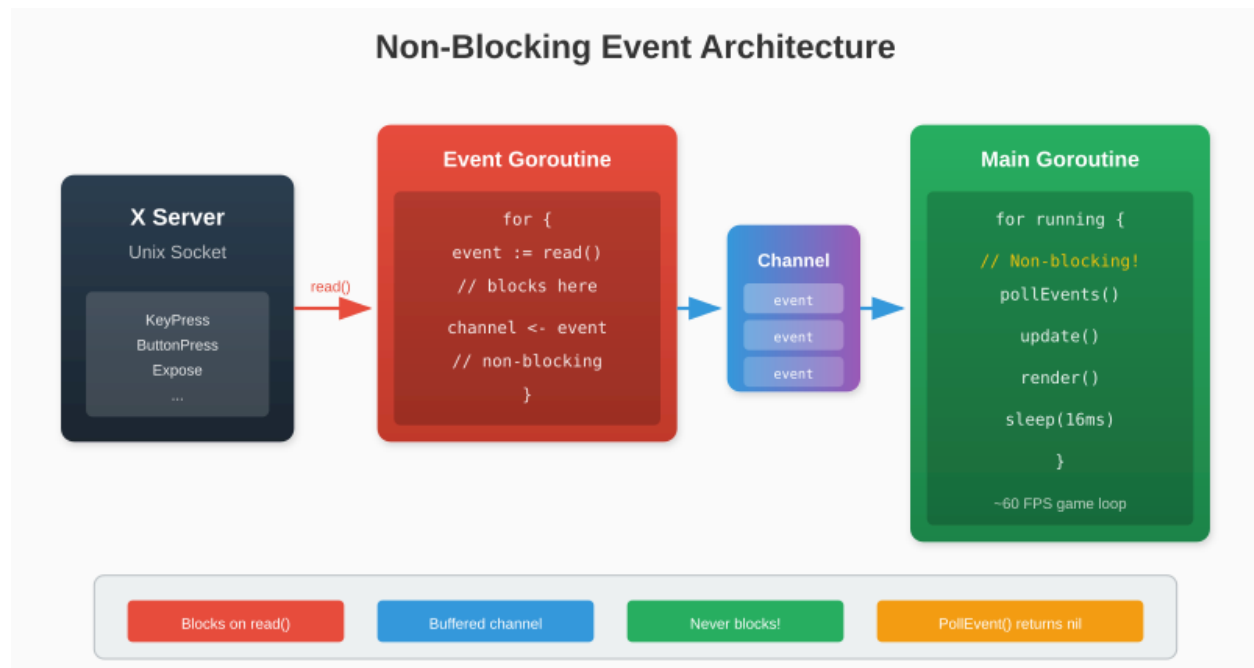 Non-Blocking Event Architecture
X Server
Unix Socket
KeyPress
ButtonPress
Expose
...
read()
Event Goroutine
for {
event := read()
// blocks here
channel <- event
// non-blocking
}
Channel
event
event
event
Main Goroutine
for running {
// Non-blocking!
pollEvents()
update()
render()
sleep(16ms)
}
~60 FPS game loop
Blocks on read()
Buffered channel
Never blocks!
PollEvent() returns nil